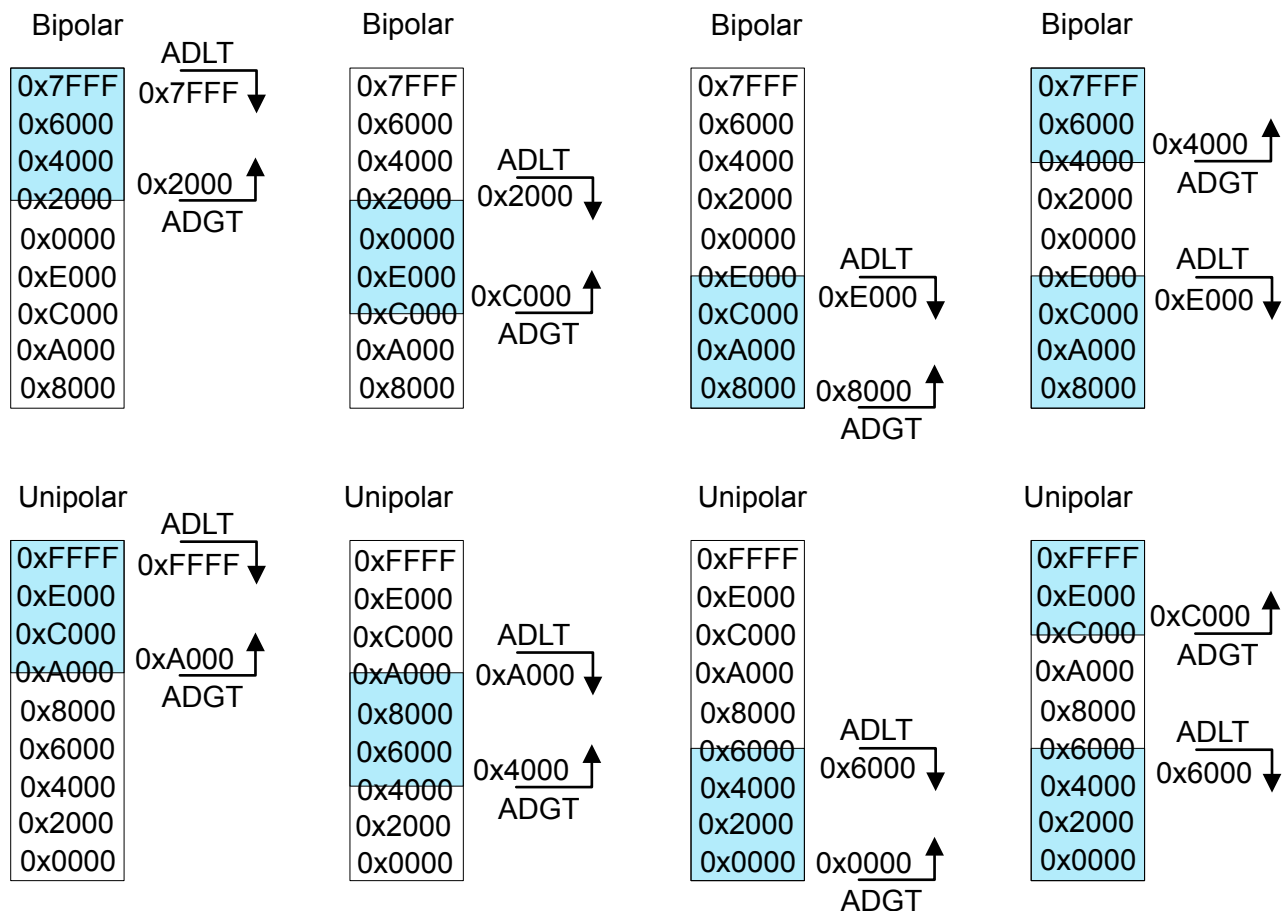 Bipolar
ADLT
0x7FFF
0x7FFF
0x6000
0x4000
0x2000
0x2000
ADGT
0x0000
0xE000
0xC000
0xA000
0x8000
Bipolar
0x7FFF
0x6000
0x4000
ADLT
0x2000
0x2000
0x0000
0xE000
0xC000
0xC000
ADGT
0xA000
0x8000
Bipolar
0x7FFF
0x6000
0x4000
0x2000
0x0000
ADLT
0xE000
0xE000
0xC000
0xA000
0x8000
0x8000
ADGT
Bipolar
0x7FFF
0x6000
0x4000
0x4000
ADGT
0x2000
0x0000
ADLT
0xE000
0xE000
0xC000
0xA000
0x8000
Unipolar
ADLT
0xFFFF
0xFFFF
0xE000
0xC000
0xA000
0xA000
ADGT
0x8000
0x6000
0x4000
0x2000
0x0000
Unipolar
0xFFFF
0xE000
0xC000
ADLT
0xA000
0xA000
0x8000
0x6000
0x4000
0x4000
ADGT
0x2000
0x0000
Unipolar
0xFFFF
0xE000
0xC000
0xA000
0x8000
ADLT
0x6000
0x6000
0x4000
0x2000
0x0000
0x0000
ADGT
Unipolar
0xFFFF
0xE000
0xC000
0xC000
ADGT
0xA000
0x8000
ADLT
0x6000
0x6000
0x4000
0x2000
0x0000